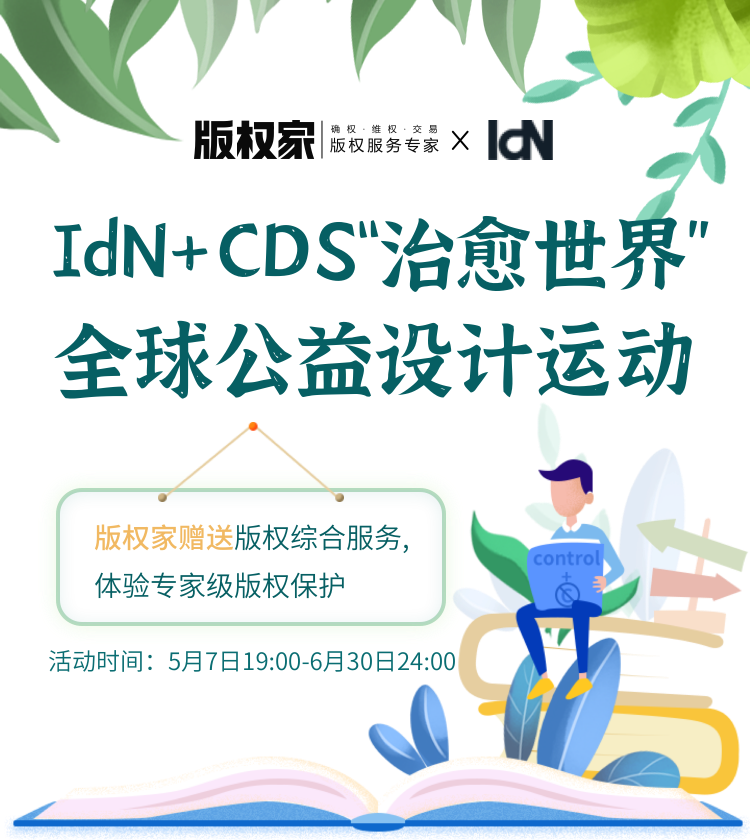 版权家 确权·维权·交易 版权服务专家 X IdN
IdN+CDS“治愈世界”
全球公益设计运动
版权家赠送版权综合服务,
体验专家级版权保护
活动时间：5月7日19:00-6月30日24:00
control
+